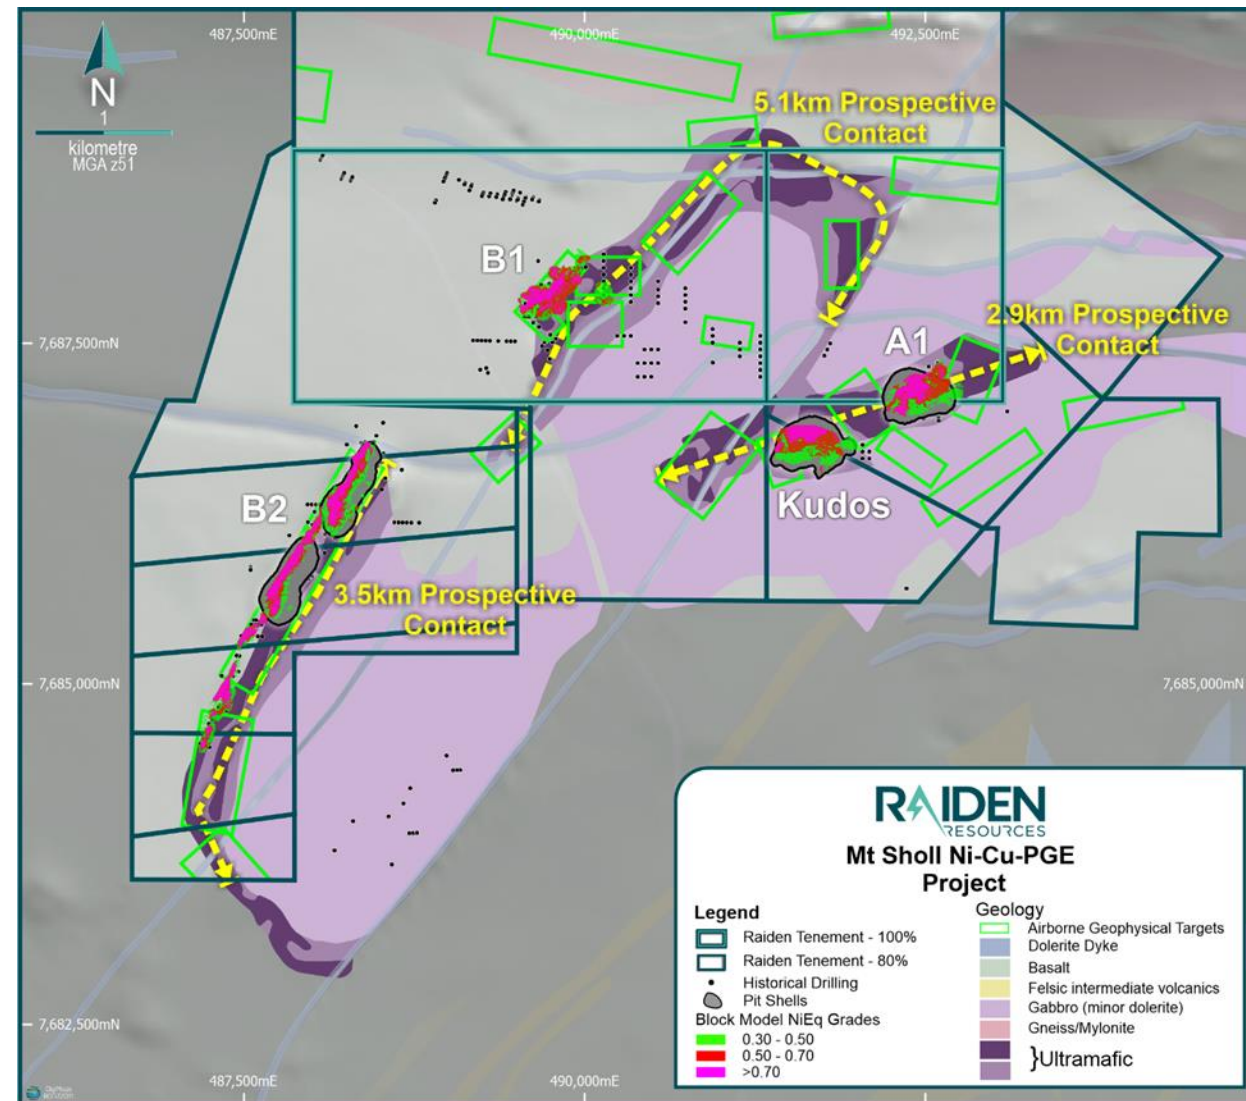 487,500mE
490,000mE
492,500mE
N
1
kilometre
MGA z51
5.1km Prospective
Contact
B1
2.9km Prospective
Contact
A1
7,687,500mN
B2
Kudos
3.5km Prospective
Contact
7,685,000mN
7,685,000mN
7,682,500mN
487,500mE
490,000mE
RAIDEN
RESOURCES
Mt Sholl Ni-Cu-PGE
Project
Legend
Raiden Tenement - 100%
Raiden Tenement - 80%
Historical Drilling
Pit Shells
Block Model NiEq Grades
0.30 - 0.50
0.50 - 0.70
>0.70
Geology
Airborne Geophysical Targets
Dolerite Dyke
Basalt
Felsic intermediate volcanics
Gabbro (minor dolerite)
Gneiss/Mylonite
}Ultramafic